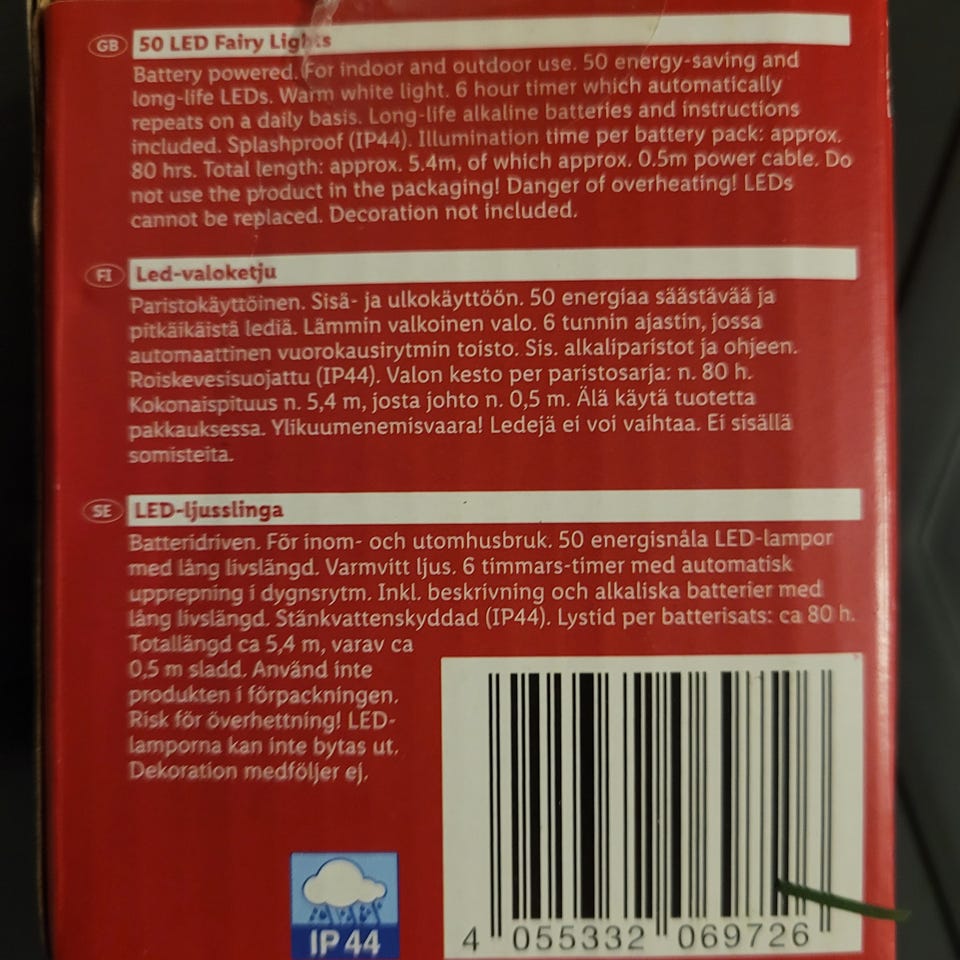 GB 50 LED Fairy Lights
Battery powered. For indoor and outdoor use. 50 energy-saving and
long-life LEDs. Warm white light. 6 hour timer which automatically
repeats on a daily basis. Long-life alkaline batteries and instructions
included. Splashproof (IP44). Illumination time per battery pack: approx.
80 hrs. Total length: approx. 5.4m, of which approx. 0.5m power cable. Do
not use the product in the packaging! Danger of overheating! LEDs
cannot be replaced. Decoration not included.
FI Led-valoketju
Paristokäyttöinen. Sisä- ja ulkokäyttöön. 50 energiaa säästävää ja
pitkäikäistä lediä. Lämmin valkoinen valo. 6 tunnin ajastin, jossa
automaattinen vuorokausirytmin toisto. Sis. alkaliparistot ja ohjeen.
Roiskevesisuojattu (IP44). Valon kesto per paristosarja: n. 80 h.
Kokonaispituus n. 5,4 m, josta johto n. 0,5 m. Älä käytä tuotetta
pakkauksessa. Ylikuumenemisvaara! Ledejä ei voi vaihtaa. Ei sisällä
somisteita.
SE LED-ljusslinga
Batteridriven. För inom- och utomhusbruk. 50 energisnåla LED-lampor
med lång livslängd. Varmvitt ljus. 6 timmars-timer med automatisk
upprepning i dygnsrytm. Inkl. beskrivning och alkaliska batterier med
lång livslängd. Stänkvattenskyddad (IP44). Lystid per batterisats: ca 80 h.
Totallängd ca 5,4 m, varav ca
0,5 m sladd. Använd inte
produkten i förpackningen.
Risk för överhettning! LED-
lamporna kan inte bytas ut.
Dekoration medföljer ej.
IP 44
4 055332 069726